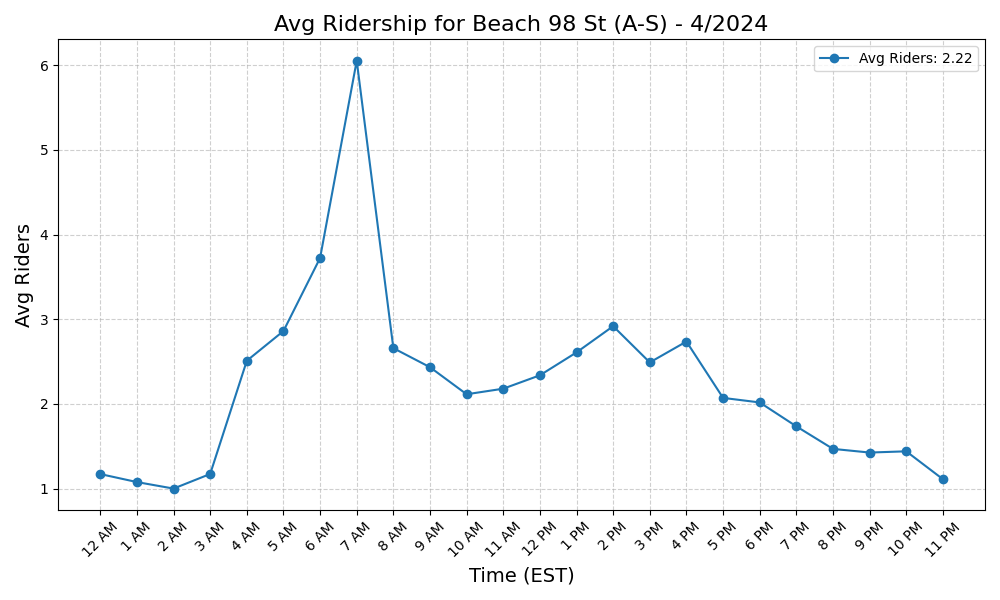 Avg Ridership for Beach 98 St (A-S) - 4/2024
Avg Riders: 2.22
Avg Riders
6
5
4
3
2
1
12 AM
1 AM
2 AM
3 AM
4 AM
5 AM
6 AM
7 AM
8 AM
9 AM
10 AM
11 AM
12 PM
1 PM
2 PM
3 PM
4 PM
5 PM
6 PM
7 PM
8 PM
9 PM
10 PM
11 PM
Time (EST)